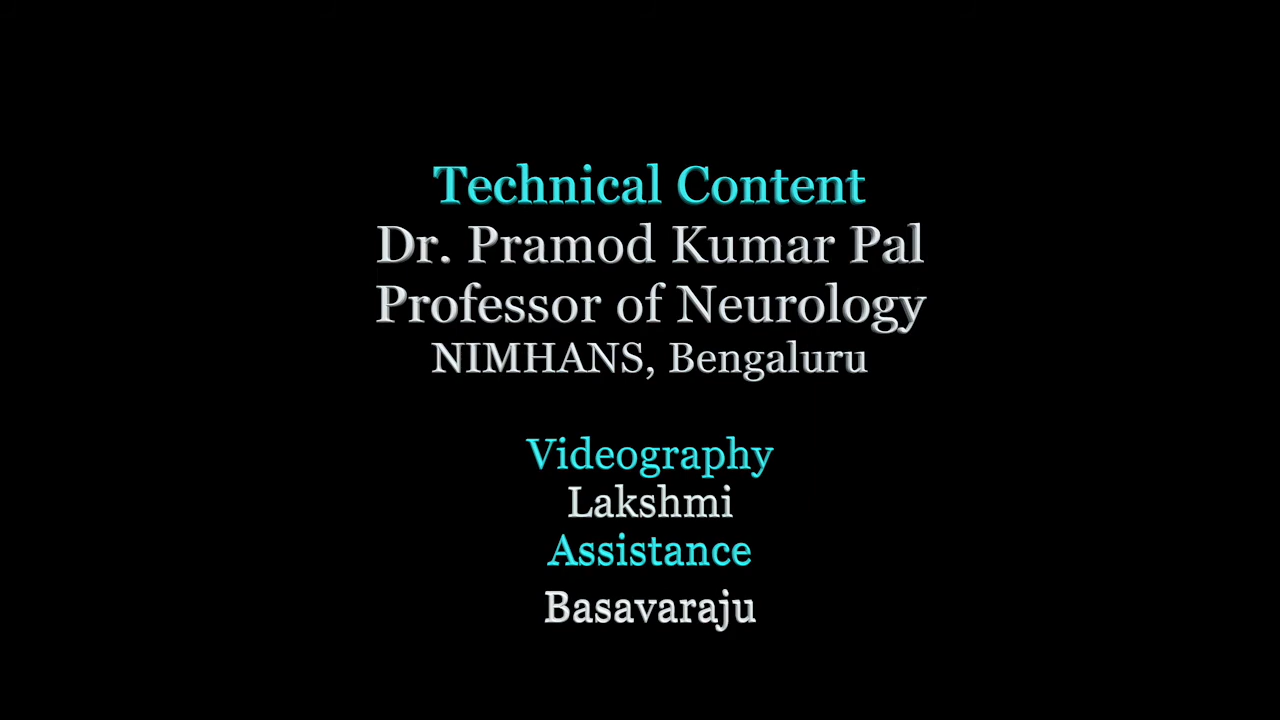 Technical Content
Dr. Pramod Kumar Pal
Professor of Neurology
NIMHANS, Bengaluru
Videography
Lakshmi
Assistance
Basavaraju